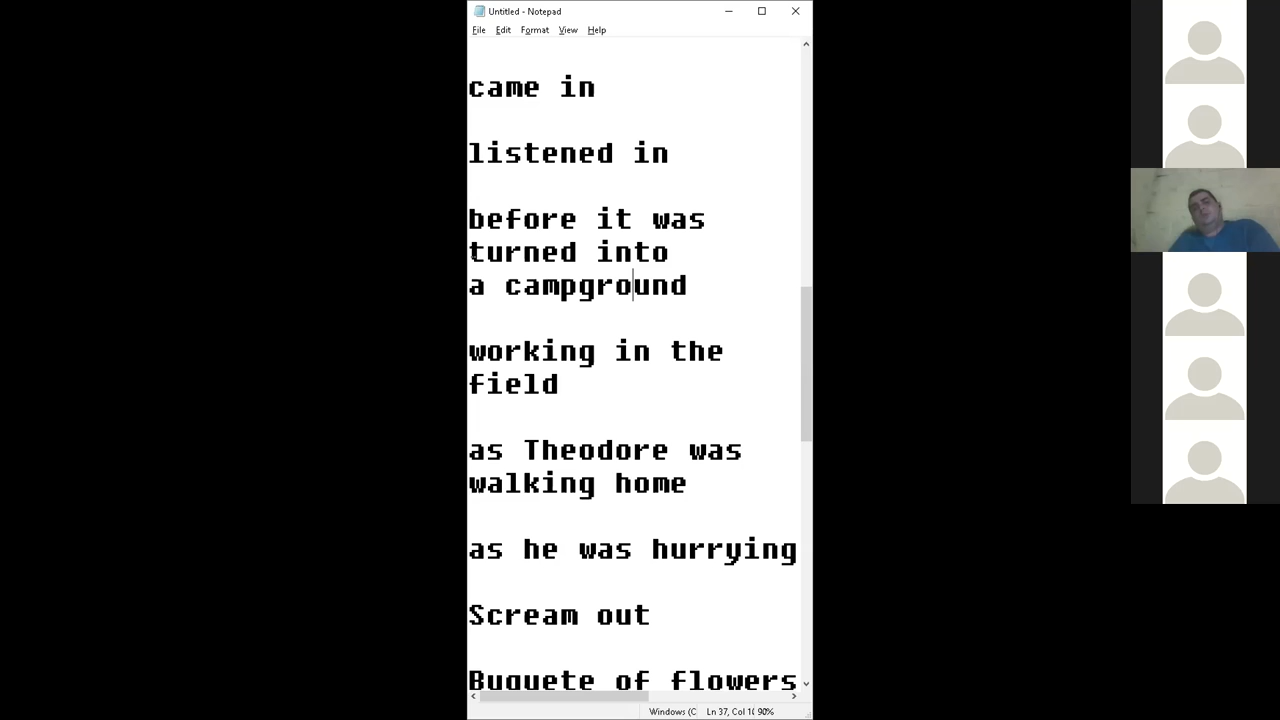 Untitled - Notepad
File Edit Format View Help
came in
listened in
before it was
turned into
a campground
working in the
field
as Theodore was
walking home
as he was hurrying
Scream out
Buquete of flowers
Windows (C Ln 37, Col 1 90%